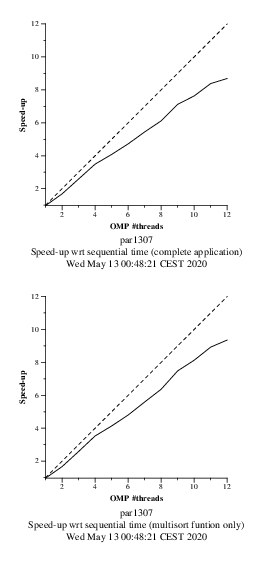 12
10
8
6
4
2
Speed-up
2 4 6 8 10 12
OMP #threads
par1307
Speed-up wrt sequential time (complete application)
Wed May 13 00:48:21 CEST 2020
12
10
8
6
4
2
Speed-up
2 4 6 8 10 12
OMP #threads
par1307
Speed-up wrt sequential time (multisort funtion only)
Wed May 13 00:48:21 CEST 2020